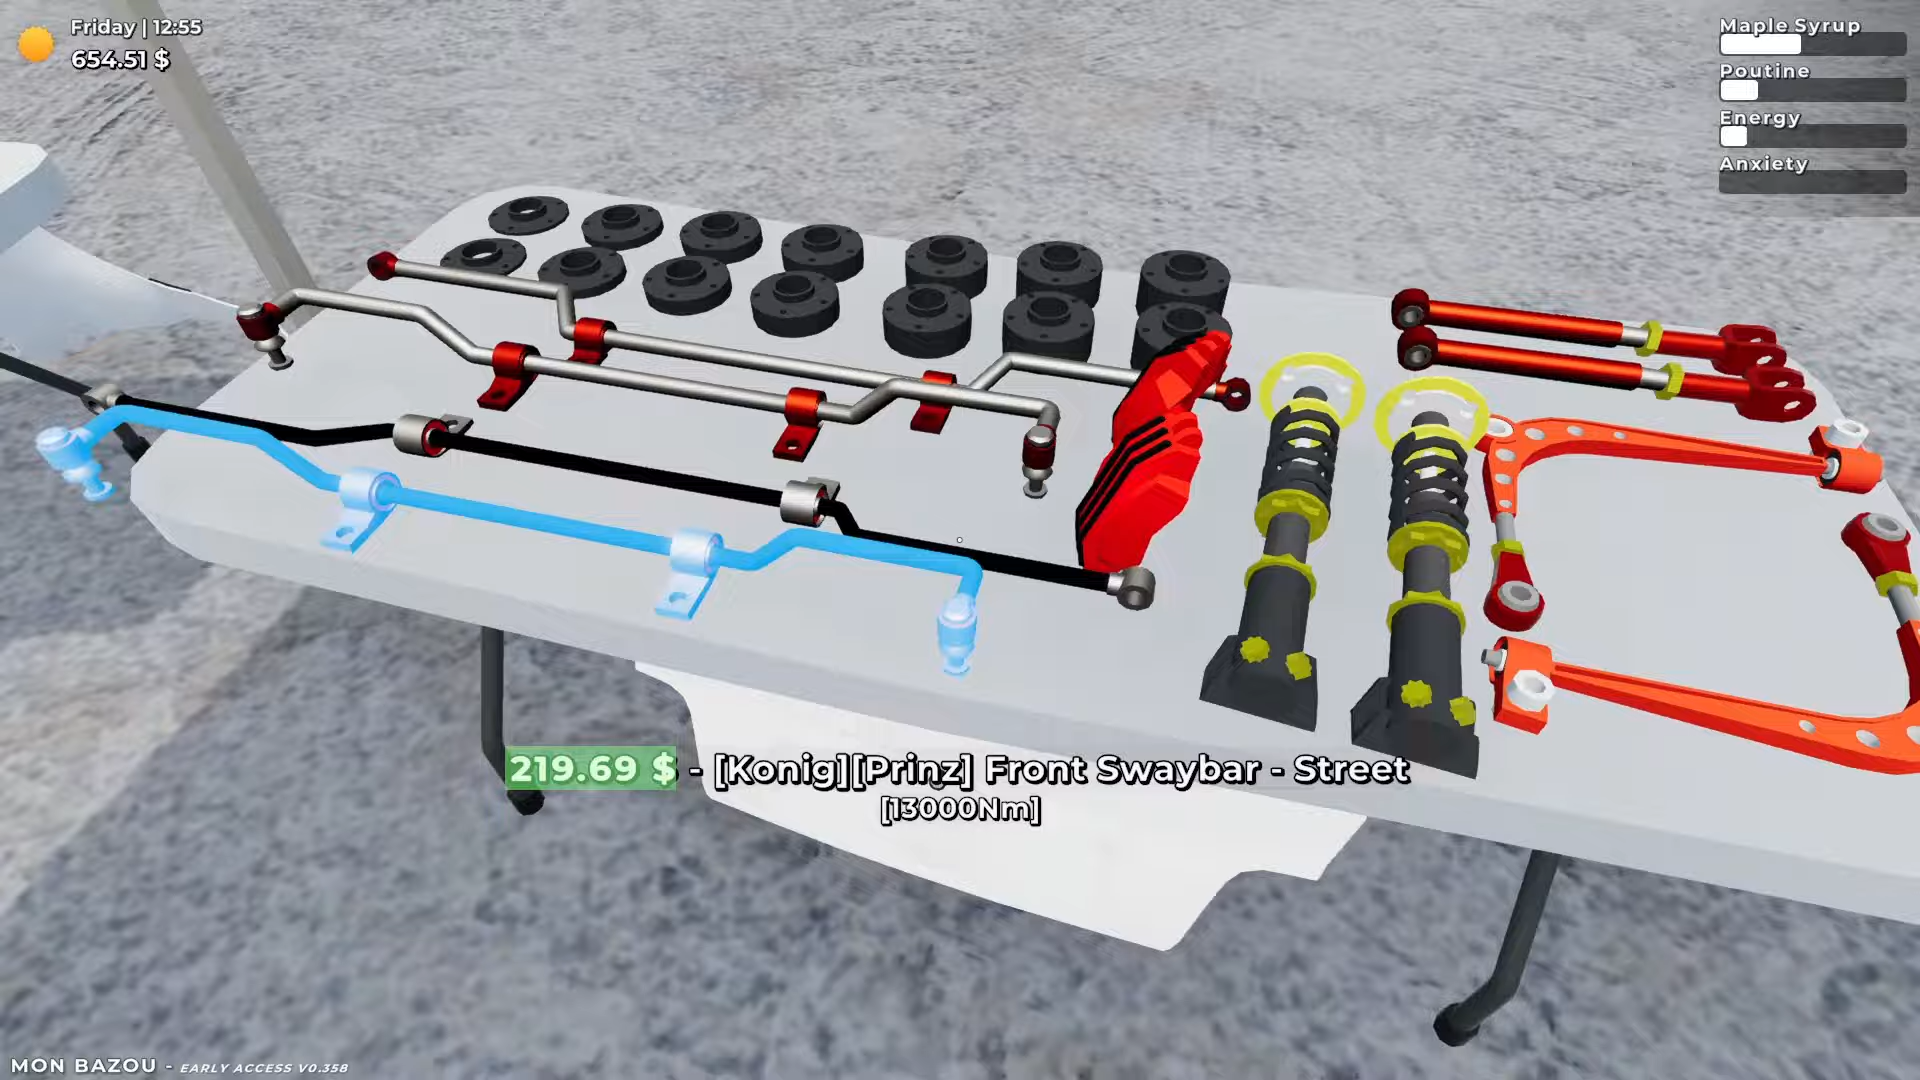 Friday | 12:55
654.51 $
Maple Syrup
Poutine
Energy
Anxiety
219.69 $ - [Konig][Prinz] Front Swaybar - Street
[13000Nm]
MON BAZOU - EARLY ACCESS V0.358